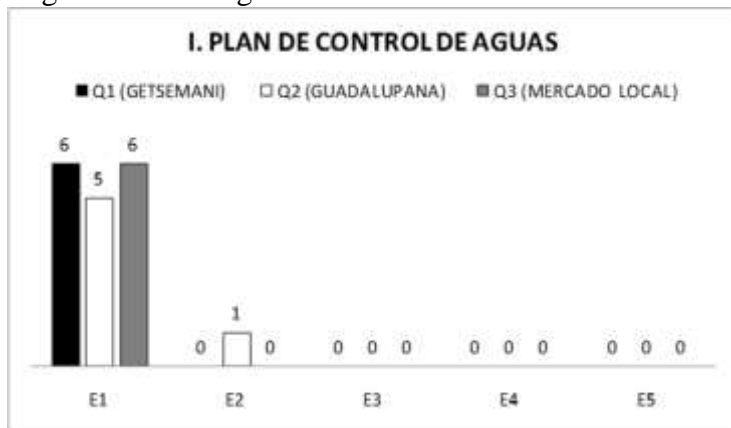 I. PLAN DE CONTROL DE AGUAS
Q1 (GETSEMANI) Q2 (GUADALUPANA) Q3 (MERCADO LOCAL)
6 5 6
0 1 0
0 0 0
0 0 0
0 0 0
E1 E2 E3 E4 E5